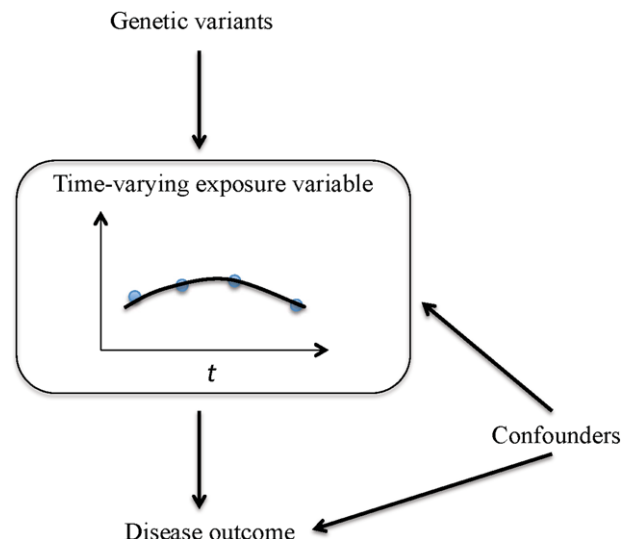 Genetic variants
Time-varying exposure variable
t
Confounders
Disease outcome